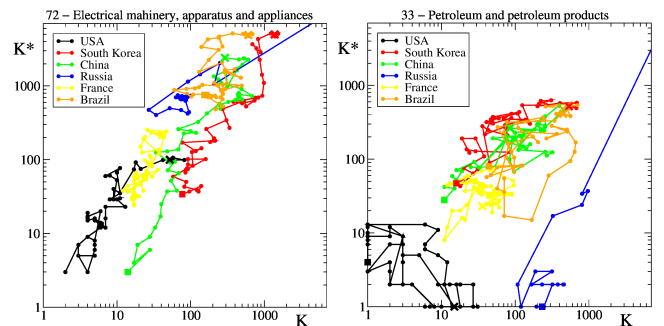 72 – Electrical mahinery, apparatus and appliances
33 – Petroleum and petroleum products
K*
K*
USA
South Korea
China
Russia
France
Brazil
USA
South Korea
China
Russia
France
Brazil
1000
100
10
1
1000
100
10
1
1
10
100
1000
K
1
10
100
1000
K